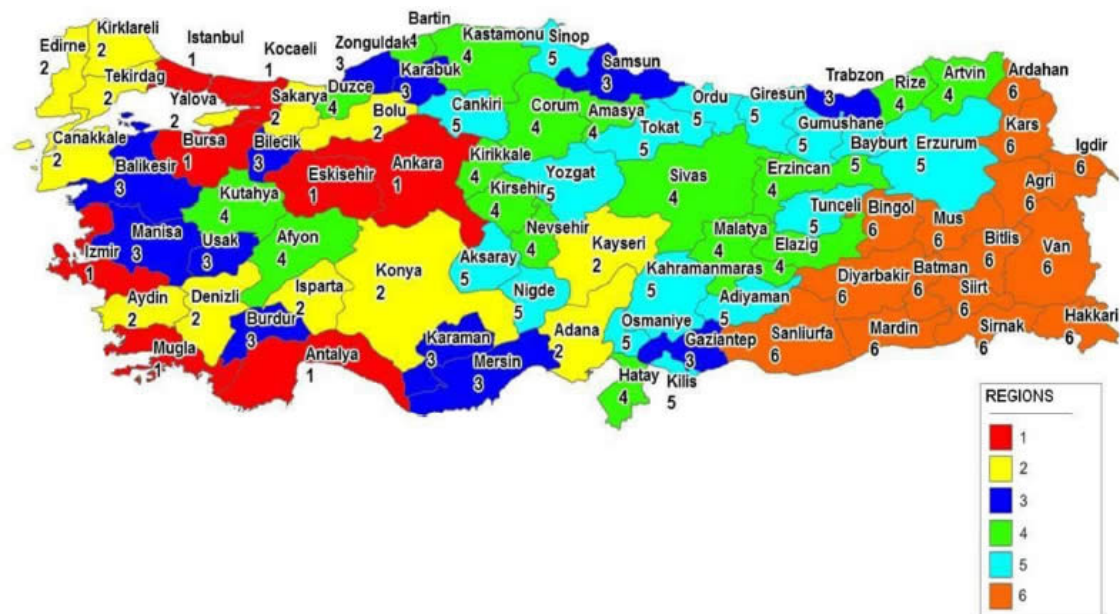 Edirne
2
Kirklareli
2
Tekirdag
2
Istanbul
1
Kocaeli
1
Yalova
2
Sakarya
2
Duzce
4
Zonguldak
3
Bartin
4
Karabuk
3
Kastamonu
4
Sinop
5
Samsun
3
Ordu
5
Giresun
5
Trabzon
3
Rize
4
Artvin
4
Ardahan
6
Canakkale
2
Balikesir
3
Bursa
1
Bilecik
3
Bolu
2
Cankiri
5
Corum
4
Amasya
4
Tokat
5
Gumushane
5
Bayburt
5
Erzurum
5
Kars
6
Igdir
6
Kutahya
4
Eskisehir
1
Ankara
1
Kirikkale
4
Kirsehir
4
Yozgat
5
Sivas
4
Erzincan
4
Tunceli
5
Bingol
6
Mus
6
Agri
6
Izmir
1
Manisa
3
Usak
3
Afyon
4
Konya
2
Aksaray
5
Nevsehir
4
Kayseri
2
Malatya
4
Elazig
4
Diyarbakir
6
Batman
6
Bitlis
6
Van
6
Aydin
2
Denizli
2
Isparta
2
Burdur
3
Nigde
5
Kahramanmaras
5
Adiyaman
5
Siirt
6
Hakkari
6
Mugla
1
Antalya
1
Karaman
3
Mersin
3
Adana
2
Osmaniye
5
Gaziantep
3
Sanliurfa
6
Mardin
6
Sirnak
6
Hatay
4
Kilis
5
REGIONS
1
2
3
4
5
6